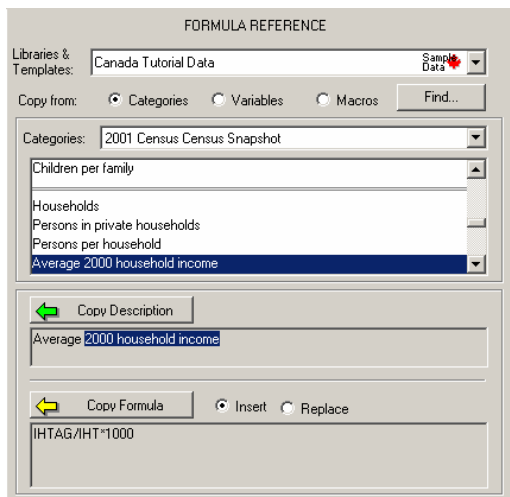 FORMULA REFERENCE
Libraries &
Templates:
Canada Tutorial Data
Sample
Data
Copy from: Categories Variables Macros Find...
Categories: 2001 Census Census Snapshot
Children per family
Households
Persons in private households
Persons per household
Average 2000 household income
Copy Description
Average 2000 household income
Copy Formula Insert Replace
IHTAG/IHT*1000